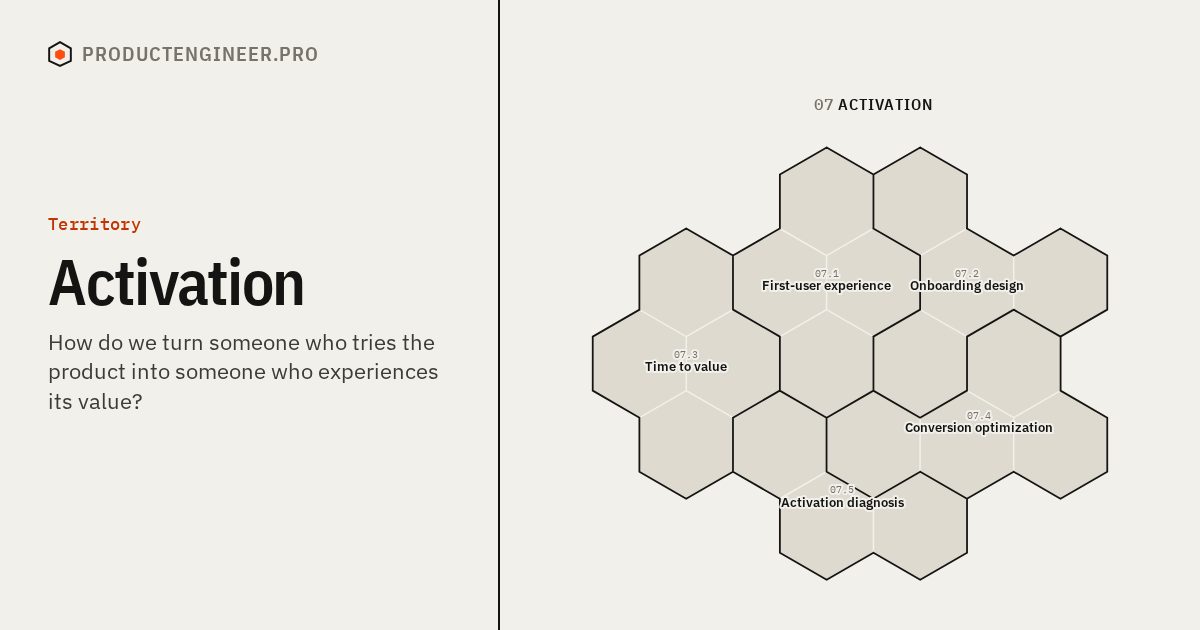 PRODUCTENGINEER.PRO
Territory
Activation
How do we turn someone who tries the
product into someone who experiences
its value?
07 ACTIVATION
07.1
First-user experience
07.2
Onboarding design
07.3
Time to value
07.4
Conversion optimization
07.5
Activation diagnosis